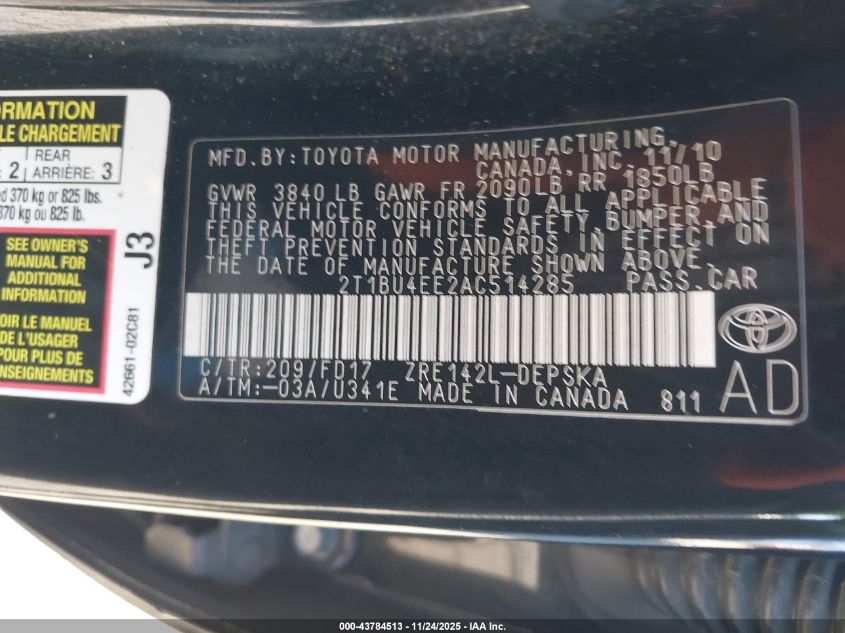 ORMATION
LE CHARGEMENT
2 REAR
ARRIÈRE: 3
d 370 kg or 825 lbs.
370 kg ou 825 lb.
SEE OWNER'S
MANUAL FOR
ADDITIONAL
INFORMATION
OIR LE MANUEL
DE L'USAGER
POUR PLUS DE
ENSEIGNEMENTS
J3
42661-02C81
MFD.BY:TOYOTA MOTOR MANUFACTURING,
CANADA, INC. 11/10
GVWR 3840 LB GAWR FR 2090LB RR 1850LB
THIS VEHICLE CONFORMS TO ALL APPLICABLE
FEDERAL MOTOR VEHICLE SAFETY,BUMPER,AND
THEFT PREVENTION STANDARDS IN EFFECT ON
THE DATE OF MANUFACTURE SHOWN ABOVE.
2T1BU4EE2AC514285 PASS.CAR
C/TR:209/FD17 ZRE142L-DEPSKA
A/TM:-03A/U341E MADE IN CANADA 811
AD
000-43784513 - 11/24/2025 - IAA Inc.